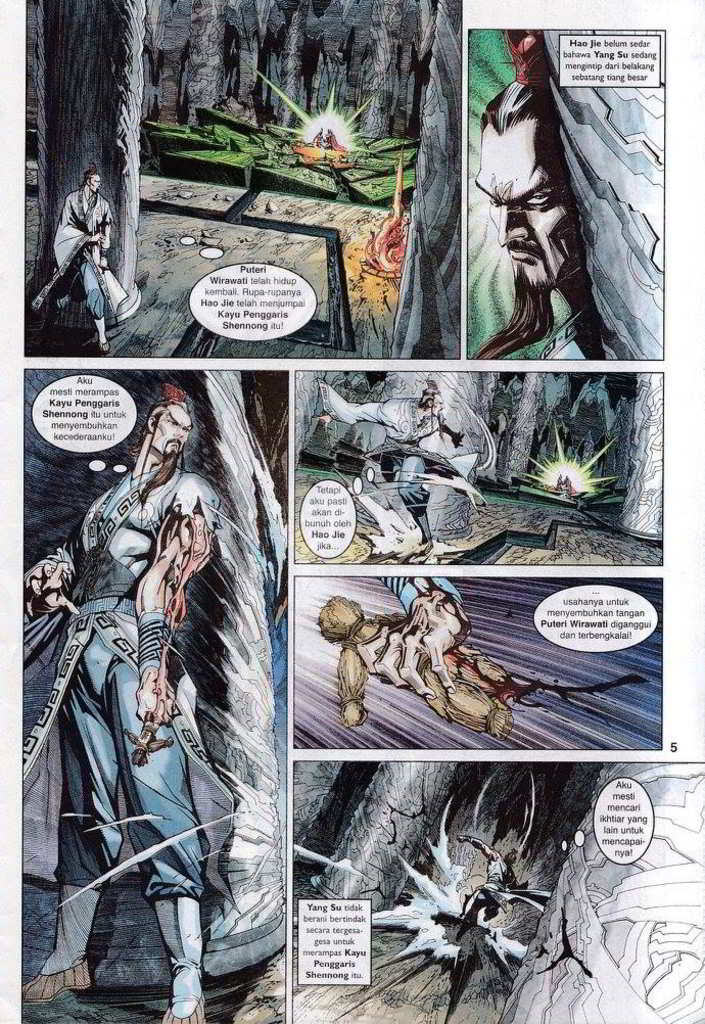 Hao Jie belum sedar
bahawa Yang Su sedang
mengintip dari belakang
sebatang tiang besar
Puteri
Wirawati telah hidup
kembali. Rupa-rupanya
Hao Jie telah menjumpai
Kayu Penggaris
Shennong itu!
Aku
mesti merampas
Kayu Penggaris
Shennong itu untuk
menyembuhkan
kecederaanku!
Tetapi
aku pasti
akan di-
bunuh oleh
Hao Jie
jika...
...
usahanya untuk
menyembuhkan tangan
Puteri Wirawati diganggui
dan terbengkalai!
5
Aku
mesti
mencari
ikhtiar yang
lain untuk
mencapai-
nya!
Yang Su tidak
berani bertindak
secara tergesa-
gesa untuk
merampas Kayu
Penggaris
Shennong itu.